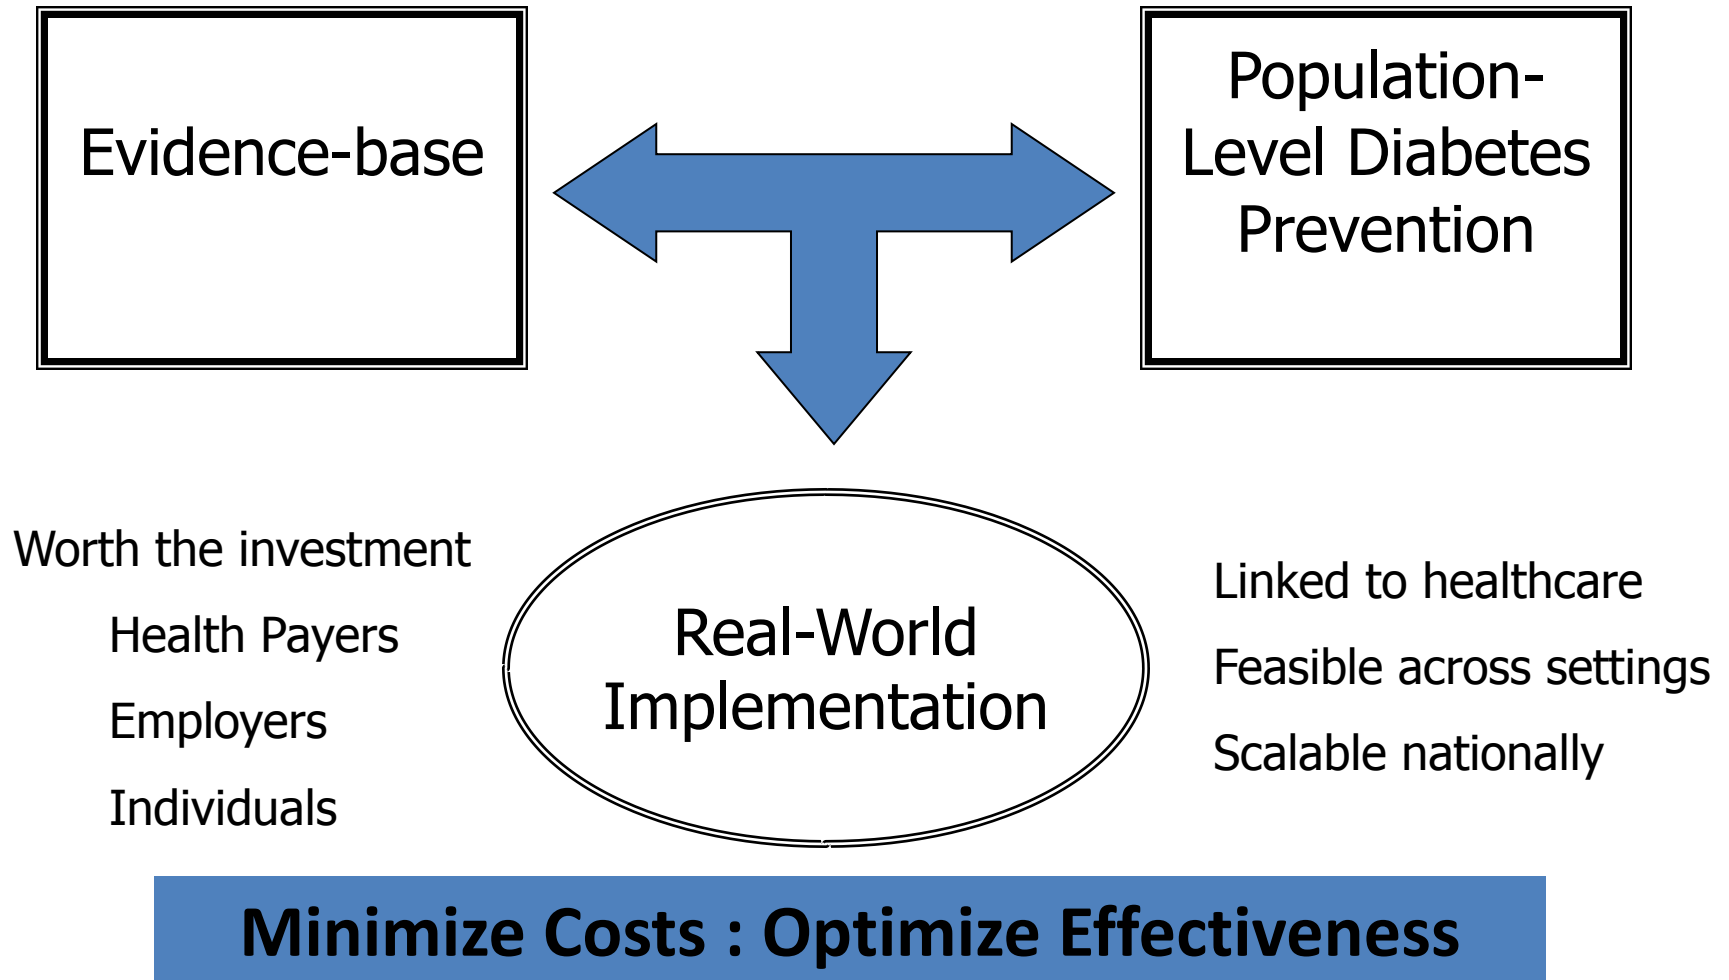 Evidence-base
Population-
Level Diabetes
Prevention
Worth the investment
Health Payers
Employers
Individuals
Real-World
Implementation
Linked to healthcare
Feasible across settings
Scalable nationally
Minimize Costs : Optimize Effectiveness